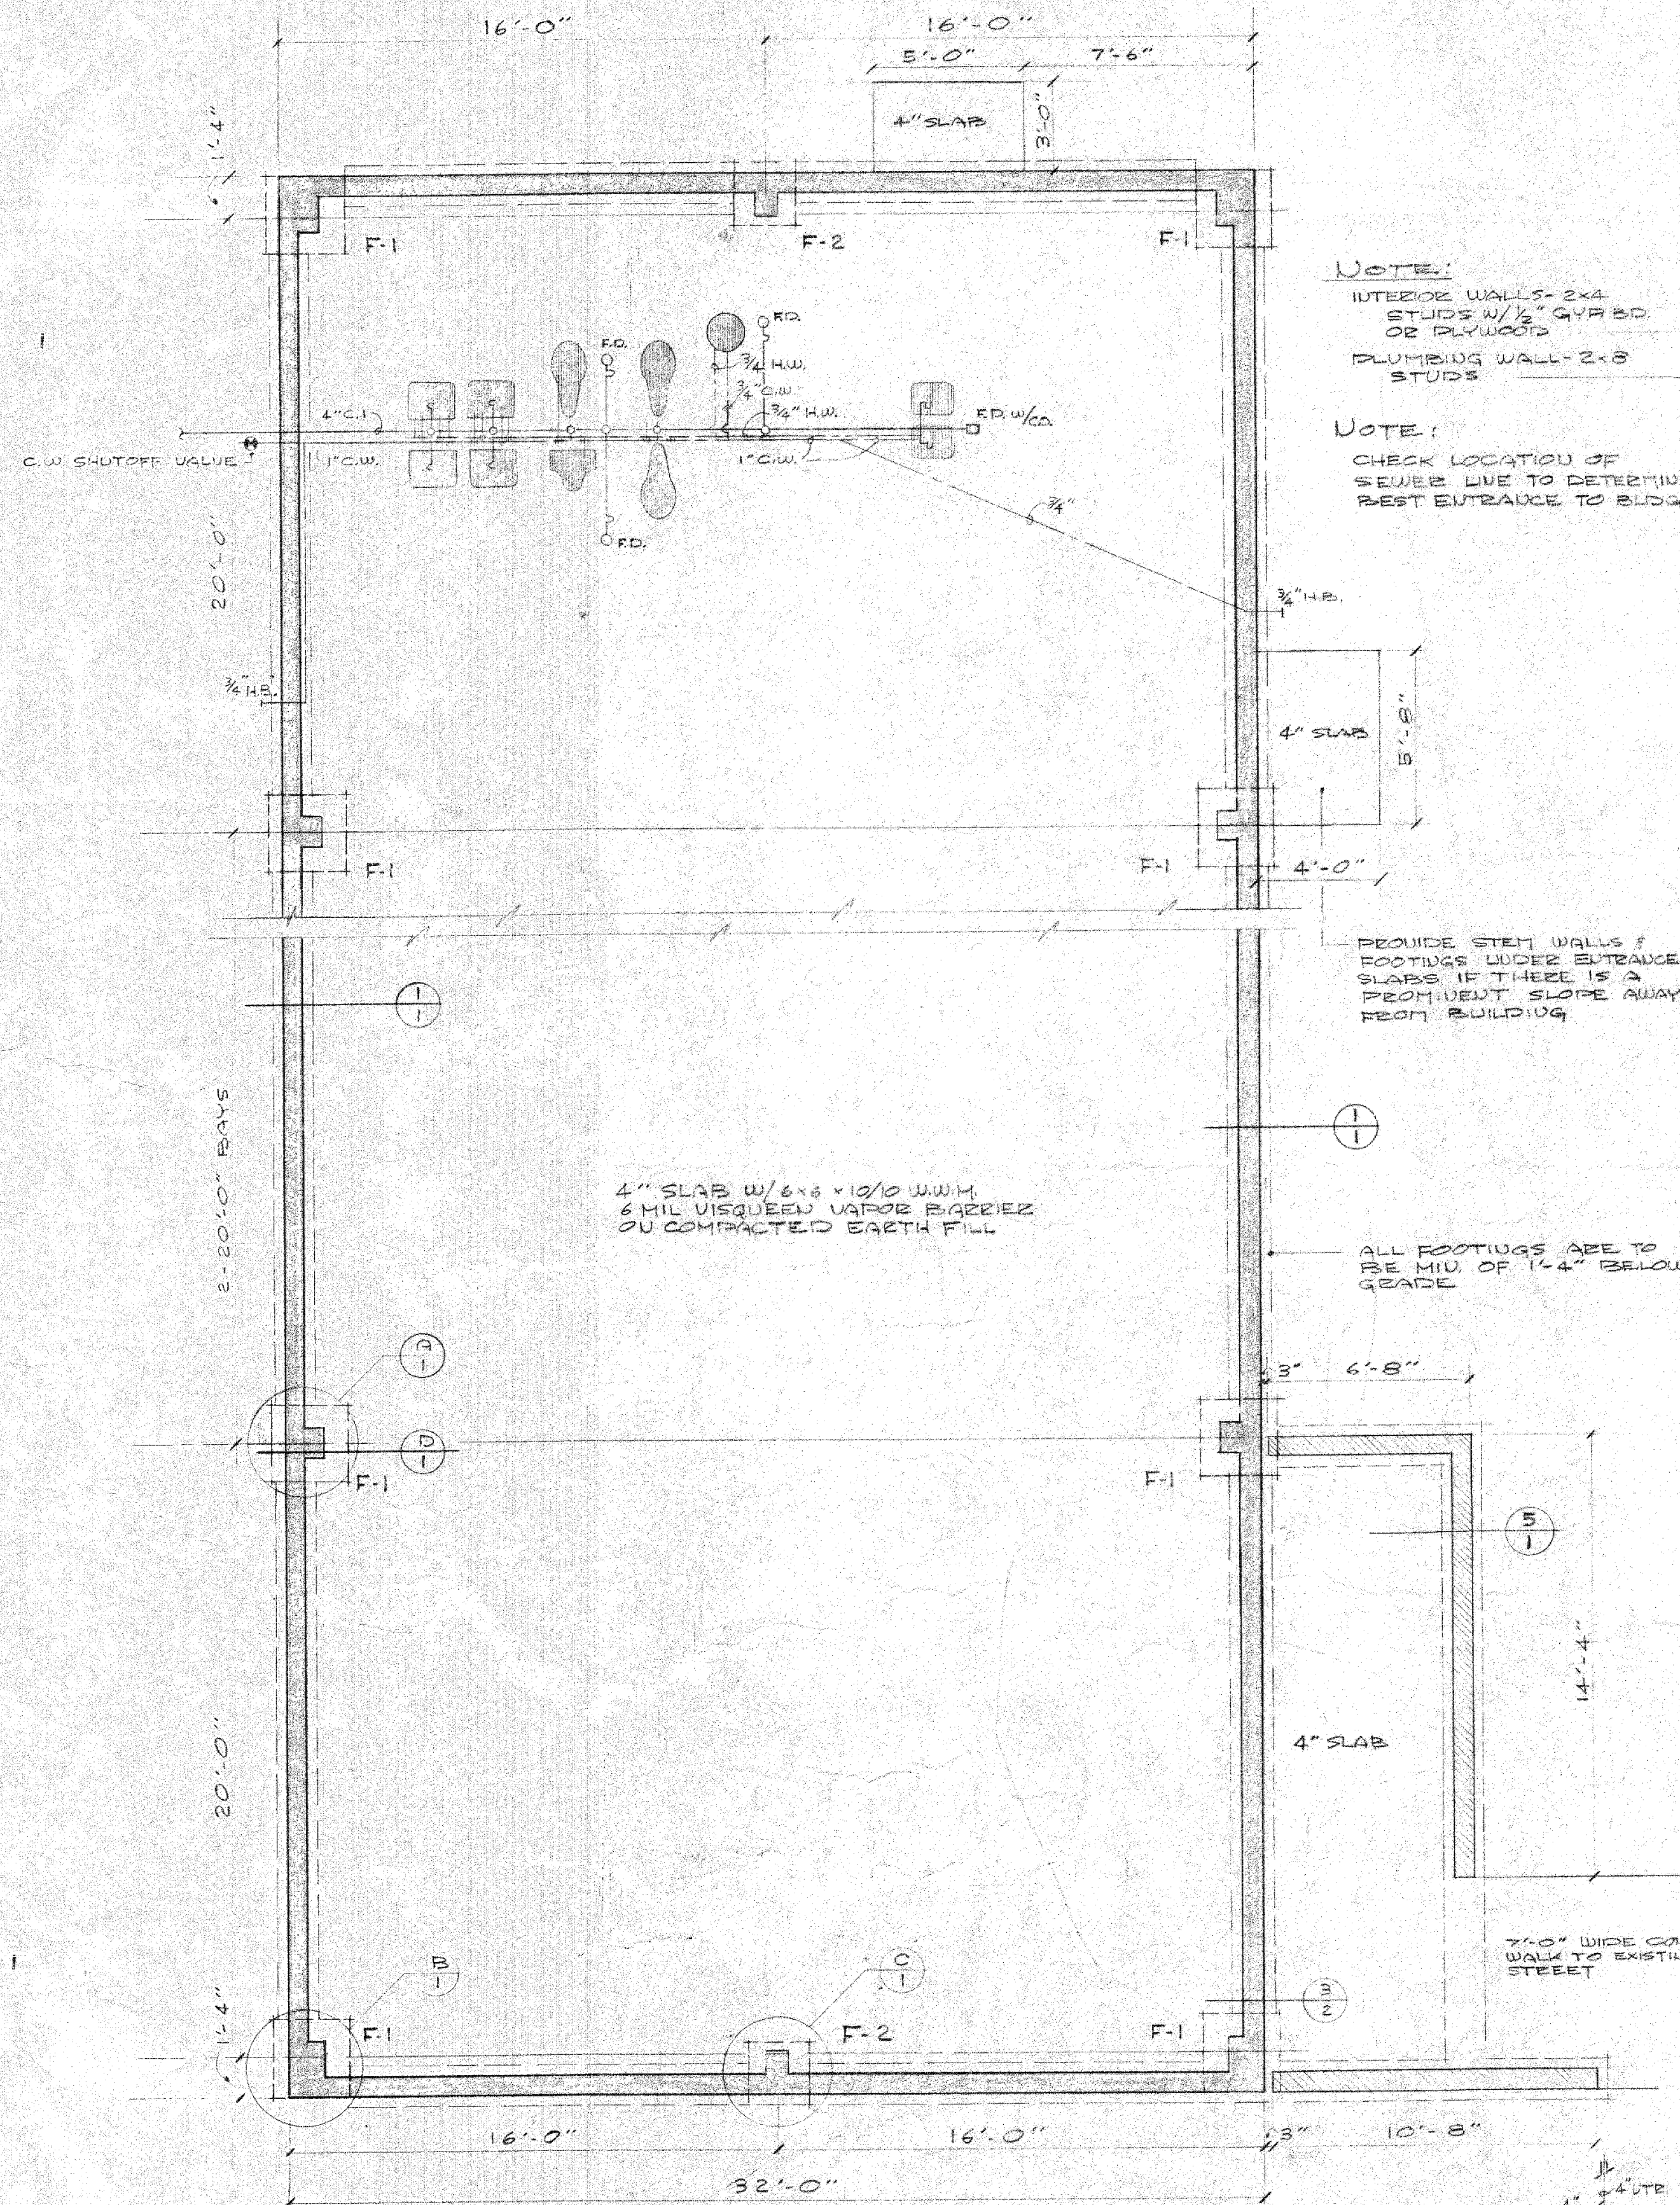 16'-0"
16'-0"
5'-0"
7'-6"
3'-0"
4" SLAB
1'-4"
F-1
F-2
F-1
NOTE:
INTERIOR WALLS- 2x4
STUDS W/ ½" GYP BD.
OR PLYWOOD
PLUMBING WALL- 2x8
STUDS
NOTE:
CHECK LOCATION OF
SEWER LINE TO DETERMIN
BEST ENTRANCE TO BLDG
F.D.
F.D.
¾ H.W.
¾" C.W.
¾" H.W.
F.D. W/CO.
4" C.I
C.W. SHUTOFF VALVE
1" C.W.
1" C.W.
¾"
F.D.
20'-0"
¾" H.B.
¾" H.B.
4" SLAB
5'-8"
F-1
F-1
4'-0"
PROVIDE STEM WALLS &
FOOTINGS UNDER ENTRANCE
SLABS IF THERE IS A
PROMINENT SLOPE AWAY
FROM BUILDING
1
1
1
1
2-20'-0" BAYS
4" SLAB W/ 6x6 x 10/10 W.W.M.
6 MIL VISQUEEN VAPOR BARRIER
ON COMPACTED EARTH FILL
ALL FOOTINGS ARE TO
BE MIN. OF 1'-4" BELOW
GRADE
A
1
3"
6'-8"
D
1
F-1
F-1
5
1
14'-4"
20'-0"
4" SLAB
7'-0" WIDE
WALK TO
STREET
B
1
C
1
3
2
1'-4"
F-1
F-2
F-1
16'-0"
16'-0"
3"
10'-8"
32'-0"
4" VTR
4"